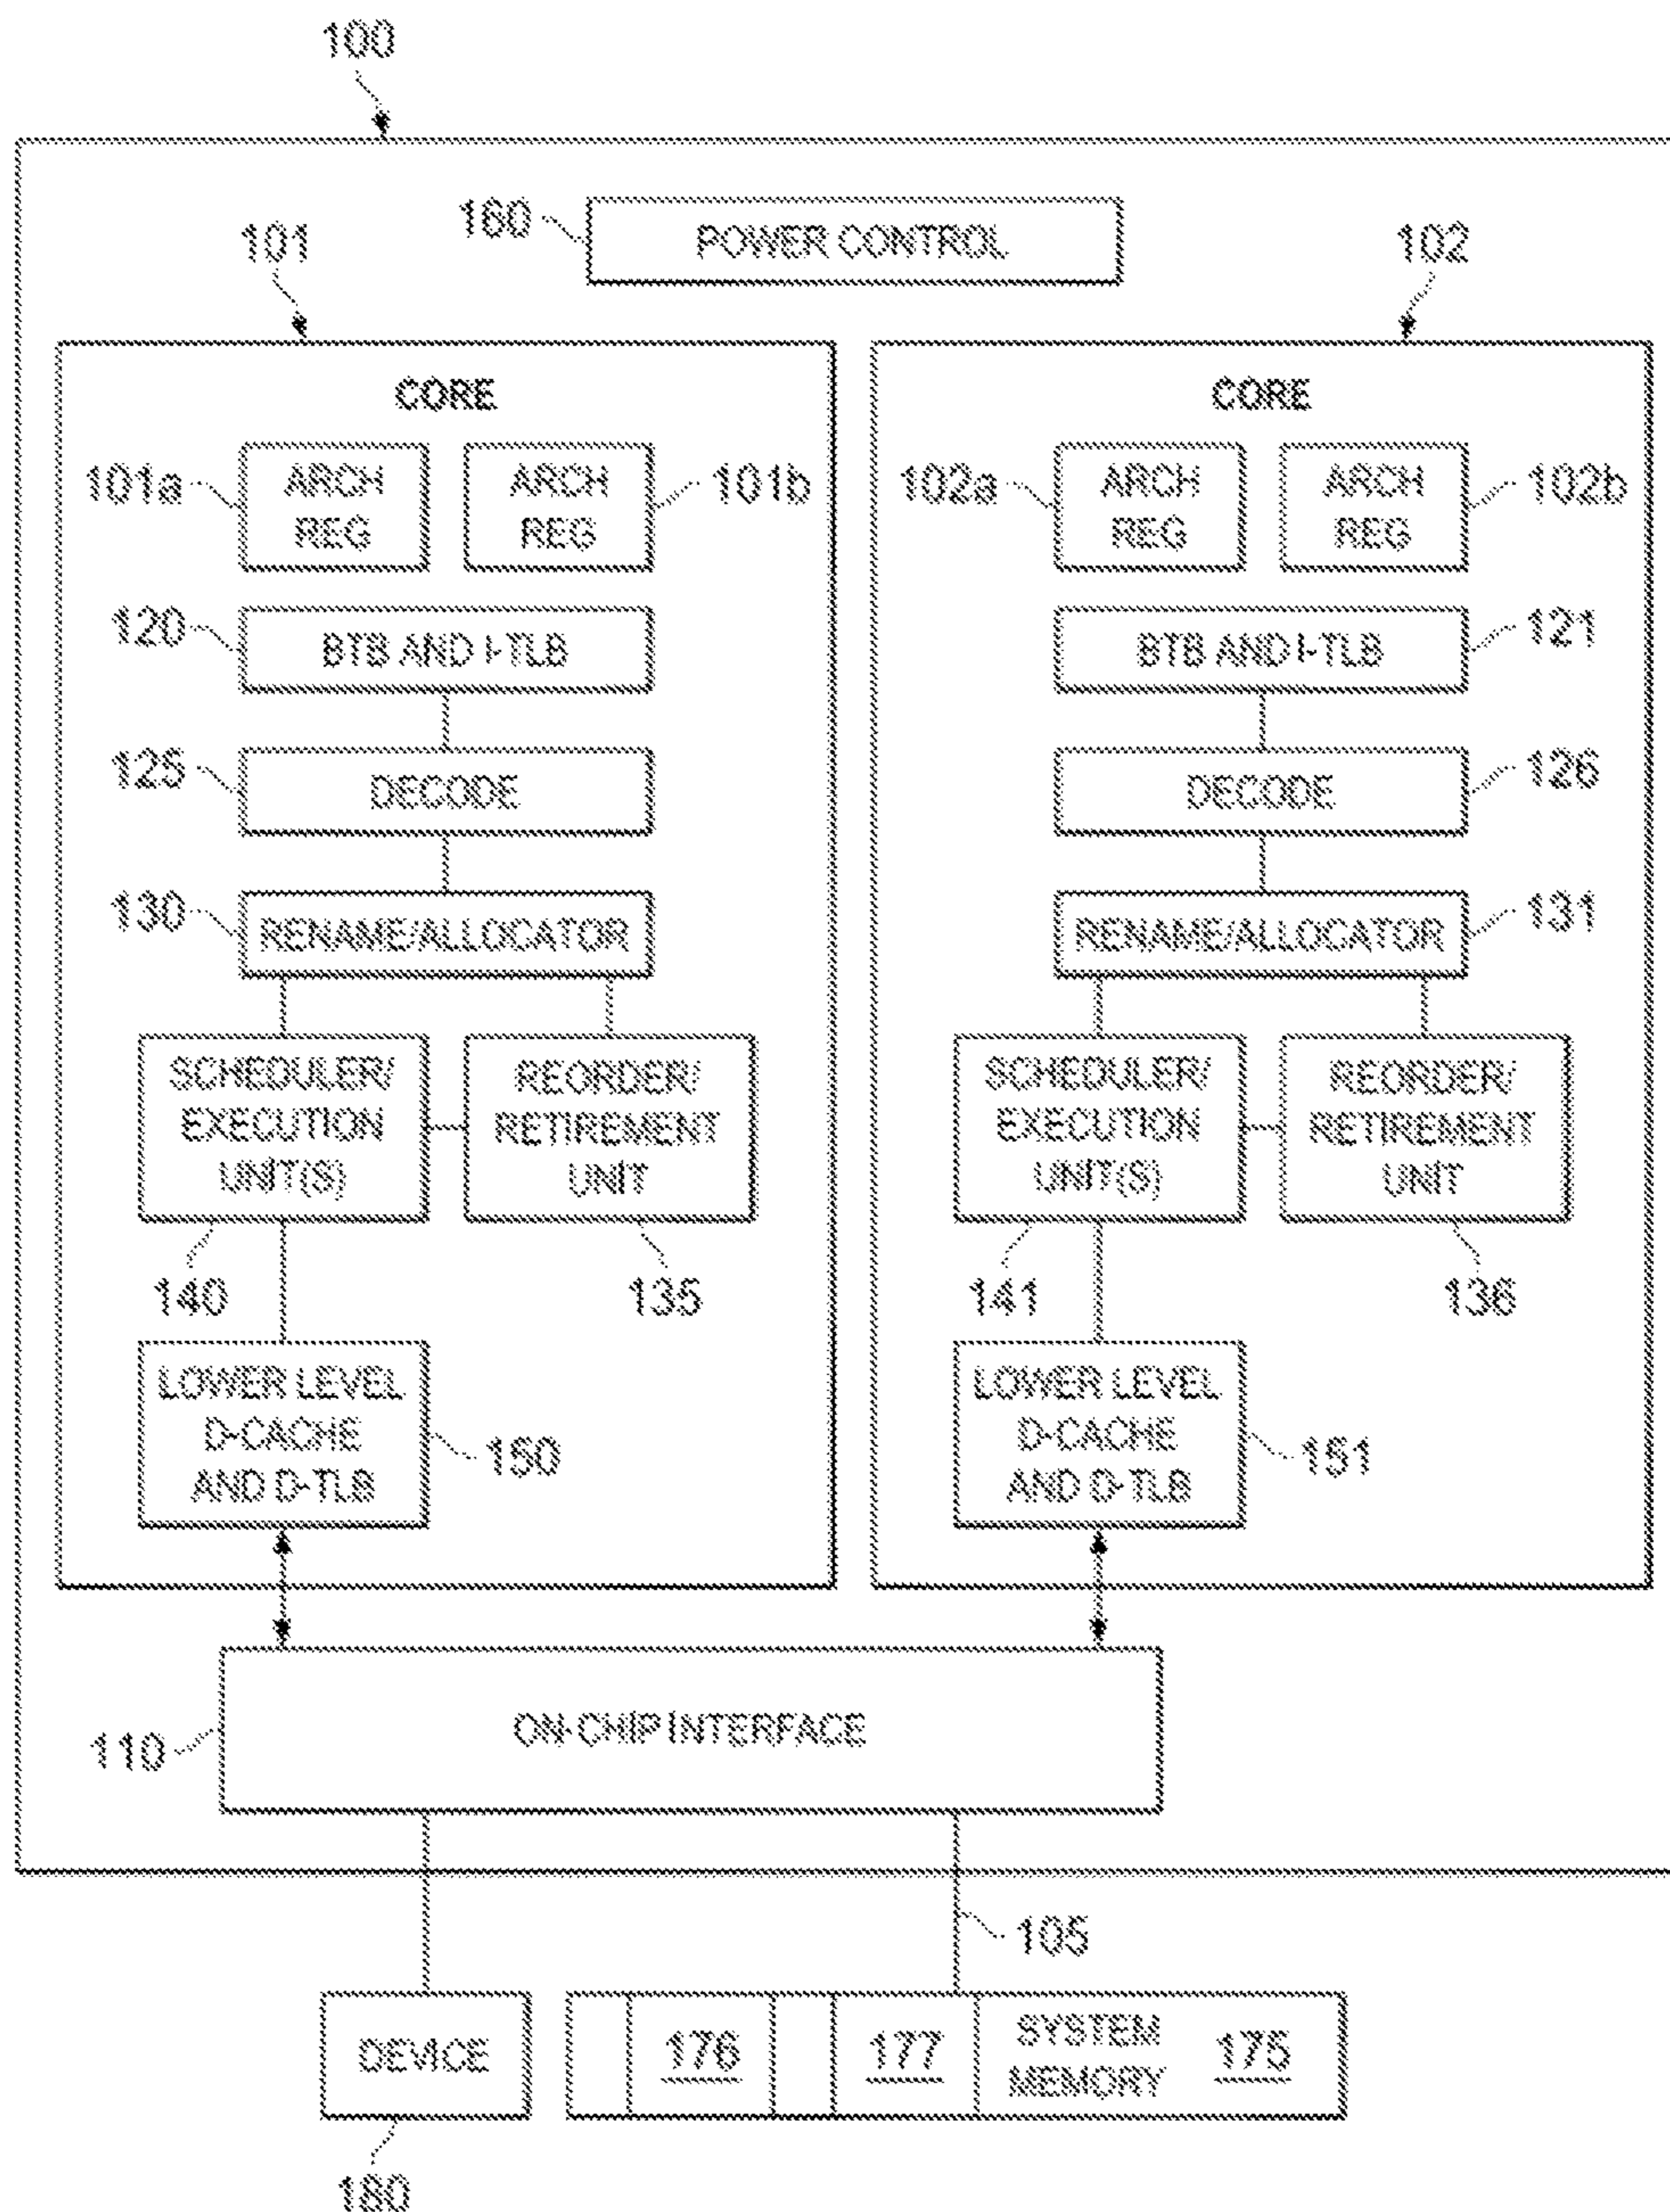 100
160
POWER CONTROL
101
102
CORE
101a
ARCH
REG
ARCH
REG
101b
120
BTB AND I-TLB
125
DECODE
130
RENAME/ALLOCATOR
SCHEDULER/
EXECUTION
UNIT(S)
REORDER/
RETIREMENT
UNIT
140
135
LOWER LEVEL
D-CACHE
AND D-TLB
150
CORE
102a
ARCH
REG
ARCH
REG
102b
BTB AND I-TLB
121
DECODE
126
RENAME/ALLOCATOR
131
SCHEDULER/
EXECUTION
UNIT(S)
REORDER/
RETIREMENT
UNIT
141
136
LOWER LEVEL
D-CACHE
AND D-TLB
151
ON-CHIP INTERFACE
110
105
DEVICE
176
177
SYSTEM
MEMORY
175
180